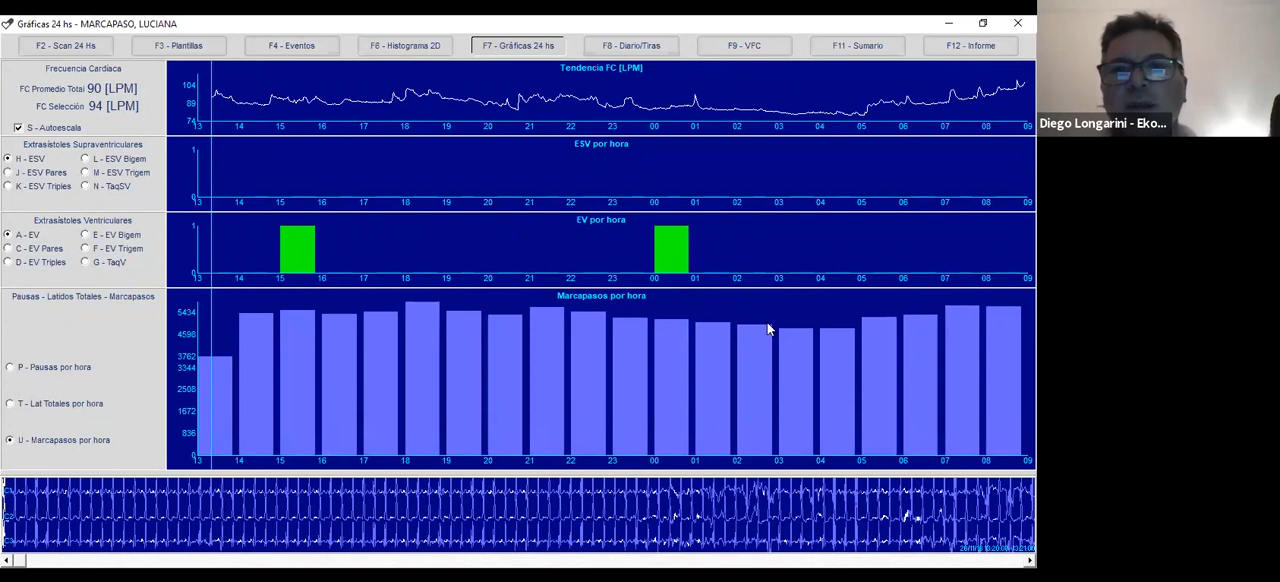 Gráficas 24 hs - MARCAPASO, LUCIANA
F2 - Scan 24 Hs
F3 - Plantillas
F4 - Eventos
F6 - Histograma 2D
F7 - Gráficas 24 hs
F8 - Diario/Tiras
F9 - VFC
F11 - Sumario
F12 - Informe
Frecuencia Cardíaca
FC Promedio Total 90 [LPM]
FC Selección 94 [LPM]
S - Autoescala
Tendencia FC [LPM]
104
89
74
13 14 15 16 17 18 19 20 21 22 23 00 01 02 03 04 05 06 07 08 09
Extrasístoles Supraventriculares
H - ESV
L - ESV Bigem
J - ESV Pares
M - ESV Trigem
K - ESV Triples
N - TaqSV
ESV por hora
1
0
13 14 15 16 17 18 19 20 21 22 23 00 01 02 03 04 05 06 07 08 09
Extrasístoles Ventriculares
A - EV
E - EV Bigem
C - EV Pares
F - EV Trigem
D - EV Triples
G - TaqV
EV por hora
1
0
13 14 15 16 17 18 19 20 21 22 23 00 01 02 03 04 05 06 07 08 09
Pausas - Latidos Totales - Marcapasos
P - Pausas por hora
T - Lat Totales por hora
U - Marcapasos por hora
Marcapasos por hora
5434
4598
3762
3344
2508
1672
836
0
13 14 15 16 17 18 19 20 21 22 23 00 01 02 03 04 05 06 07 08 09
Diego Longarini - Eko...